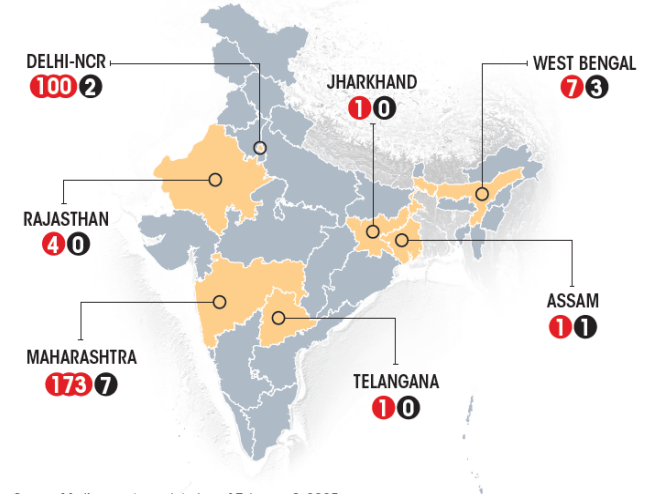 DELHI-NCR
100 2
JHARKHAND
1 0
WEST BENGAL
7 3
RAJASTHAN
4 0
ASSAM
1 1
MAHARASHTRA
173 7
TELANGANA
1 0